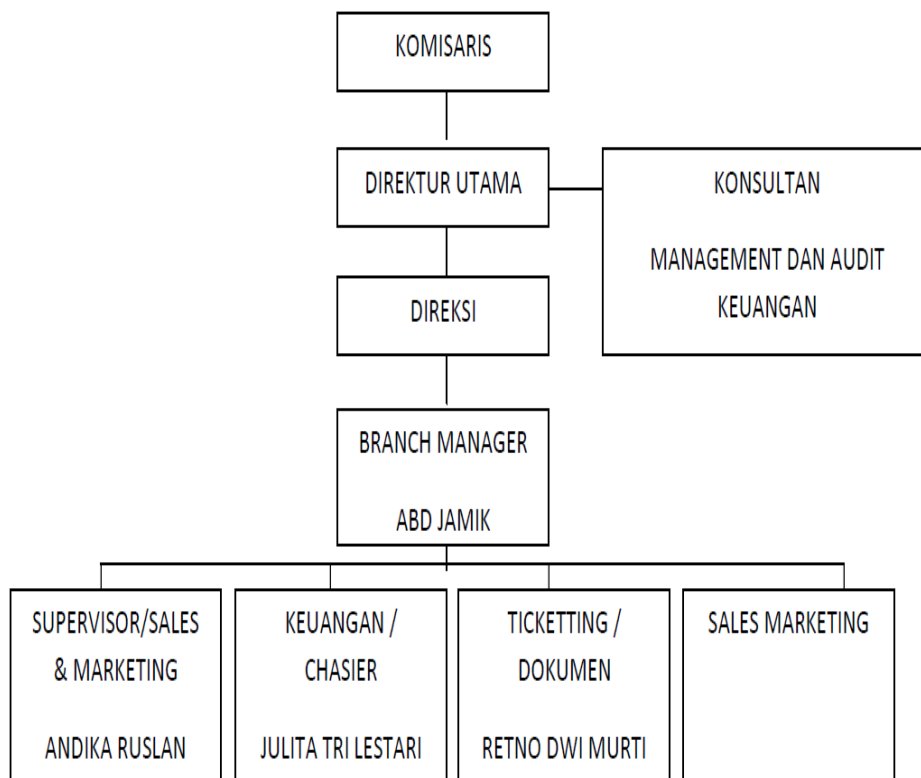 KOMISARIS
DIREKTUR UTAMA
KONSULTAN
MANAGEMENT DAN AUDIT
KEUANGAN
DIREKSI
BRANCH MANAGER
ABD JAMIK
SUPERVISOR/SALES
& MARKETING
ANDIKA RUSLAN
KEUANGAN /
CHASIER
JULITA TRI LESTARI
TICKETTING /
DOKUMEN
RETNO DWI MURTI
SALES MARKETING